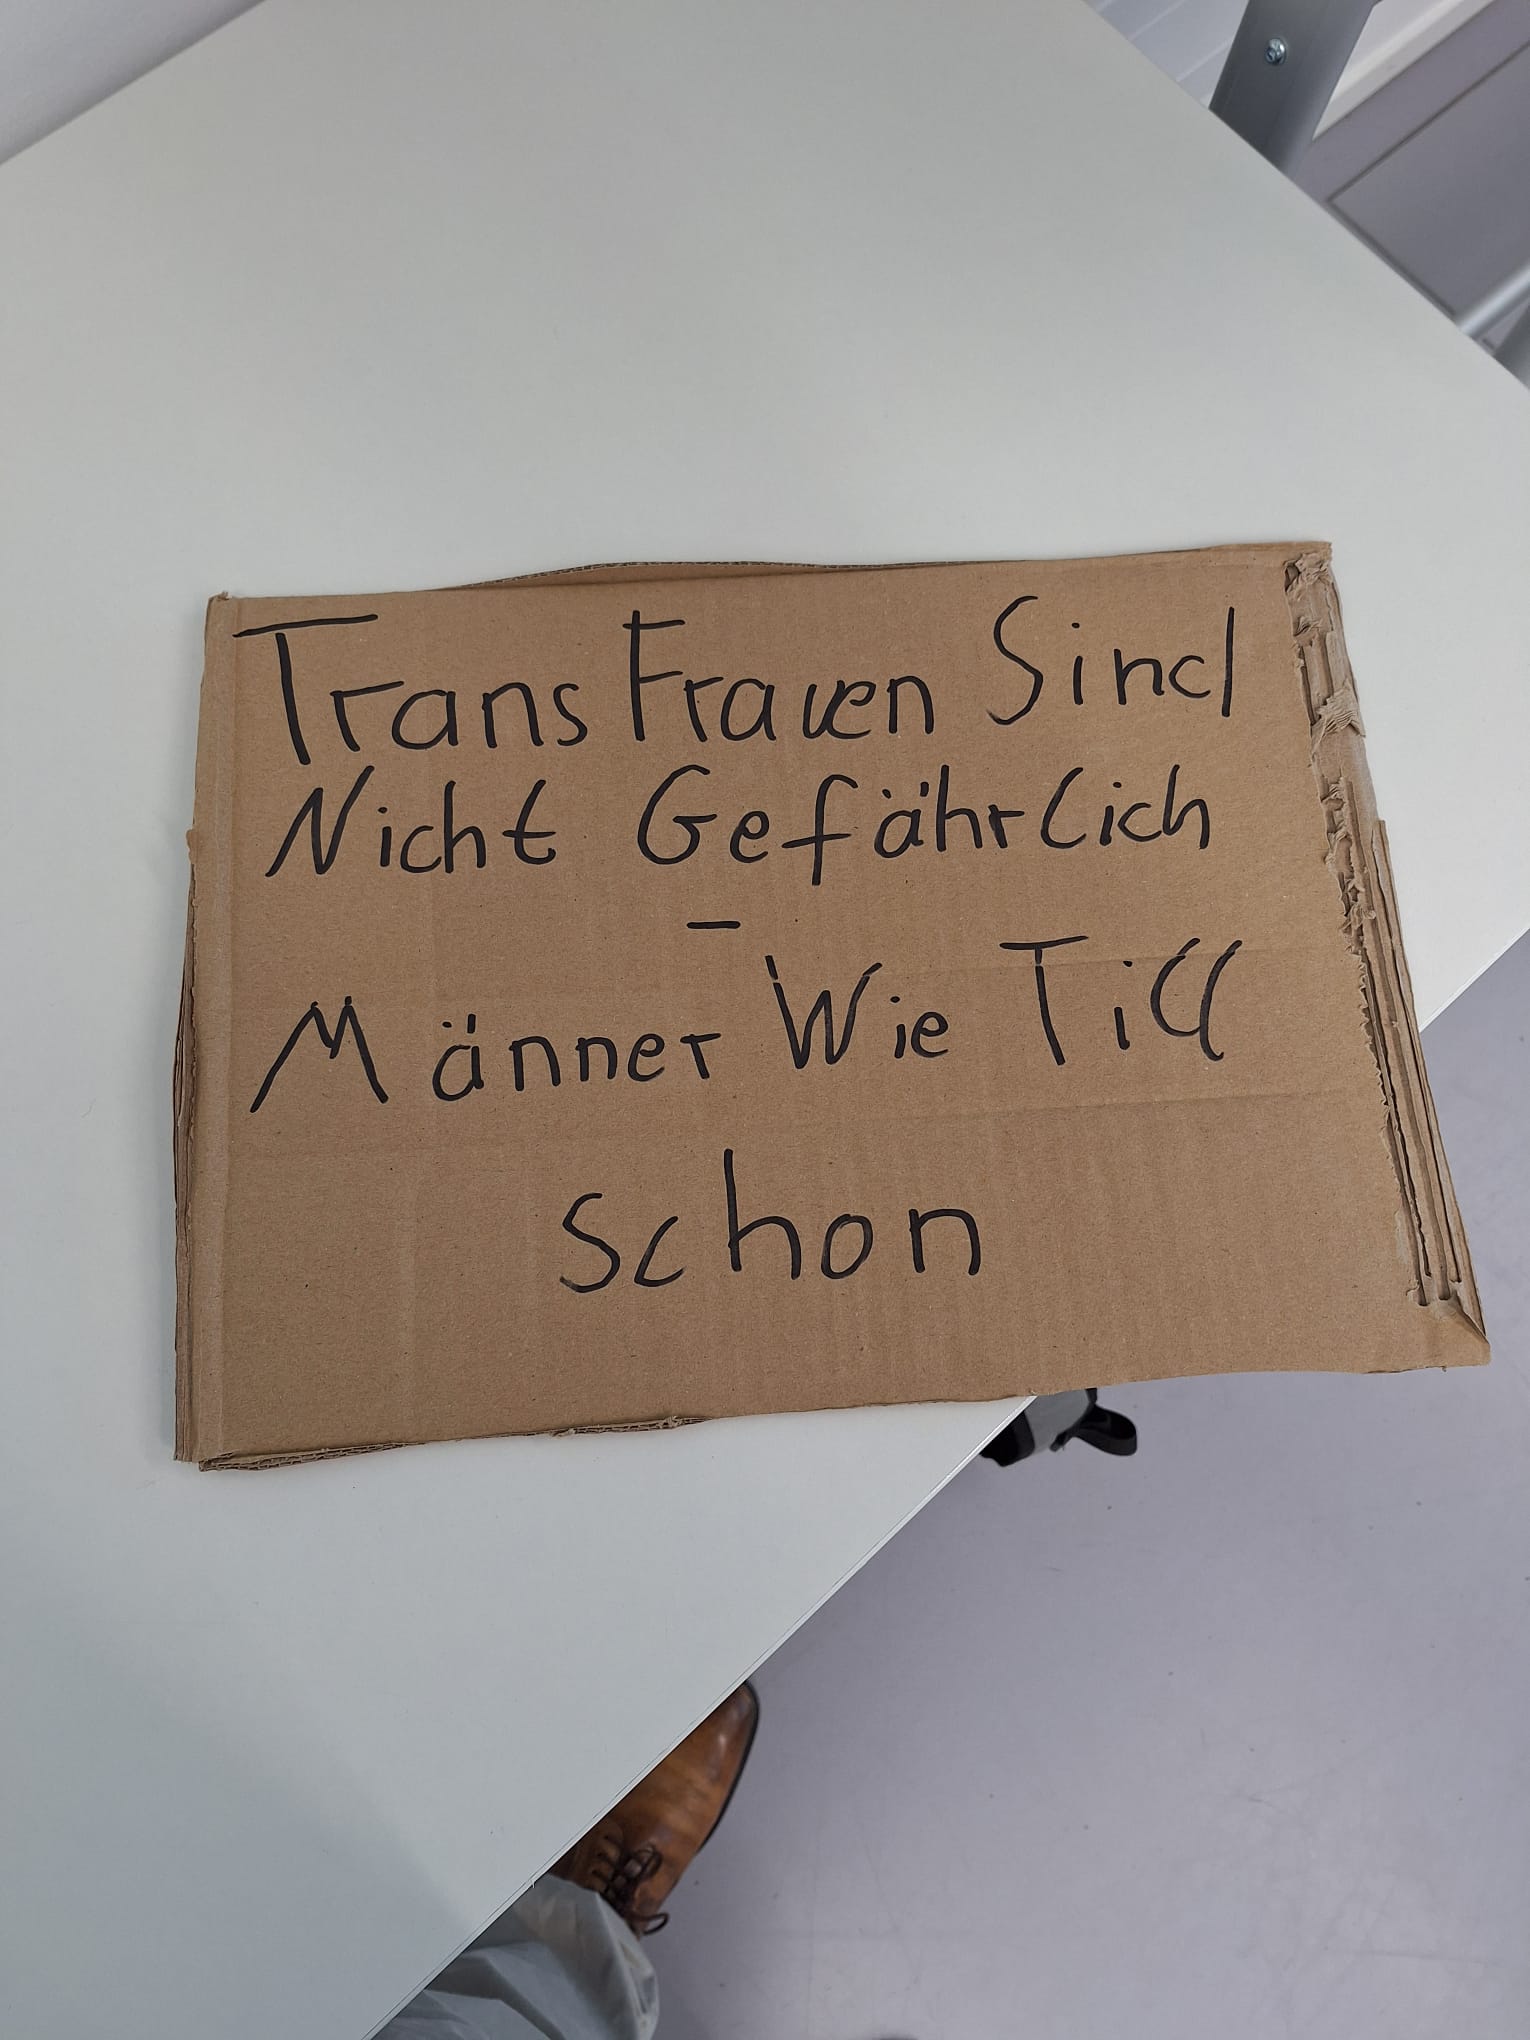 Trans Frauen Sind
Nicht Gefährlich
-
Männer Wie Till
schon